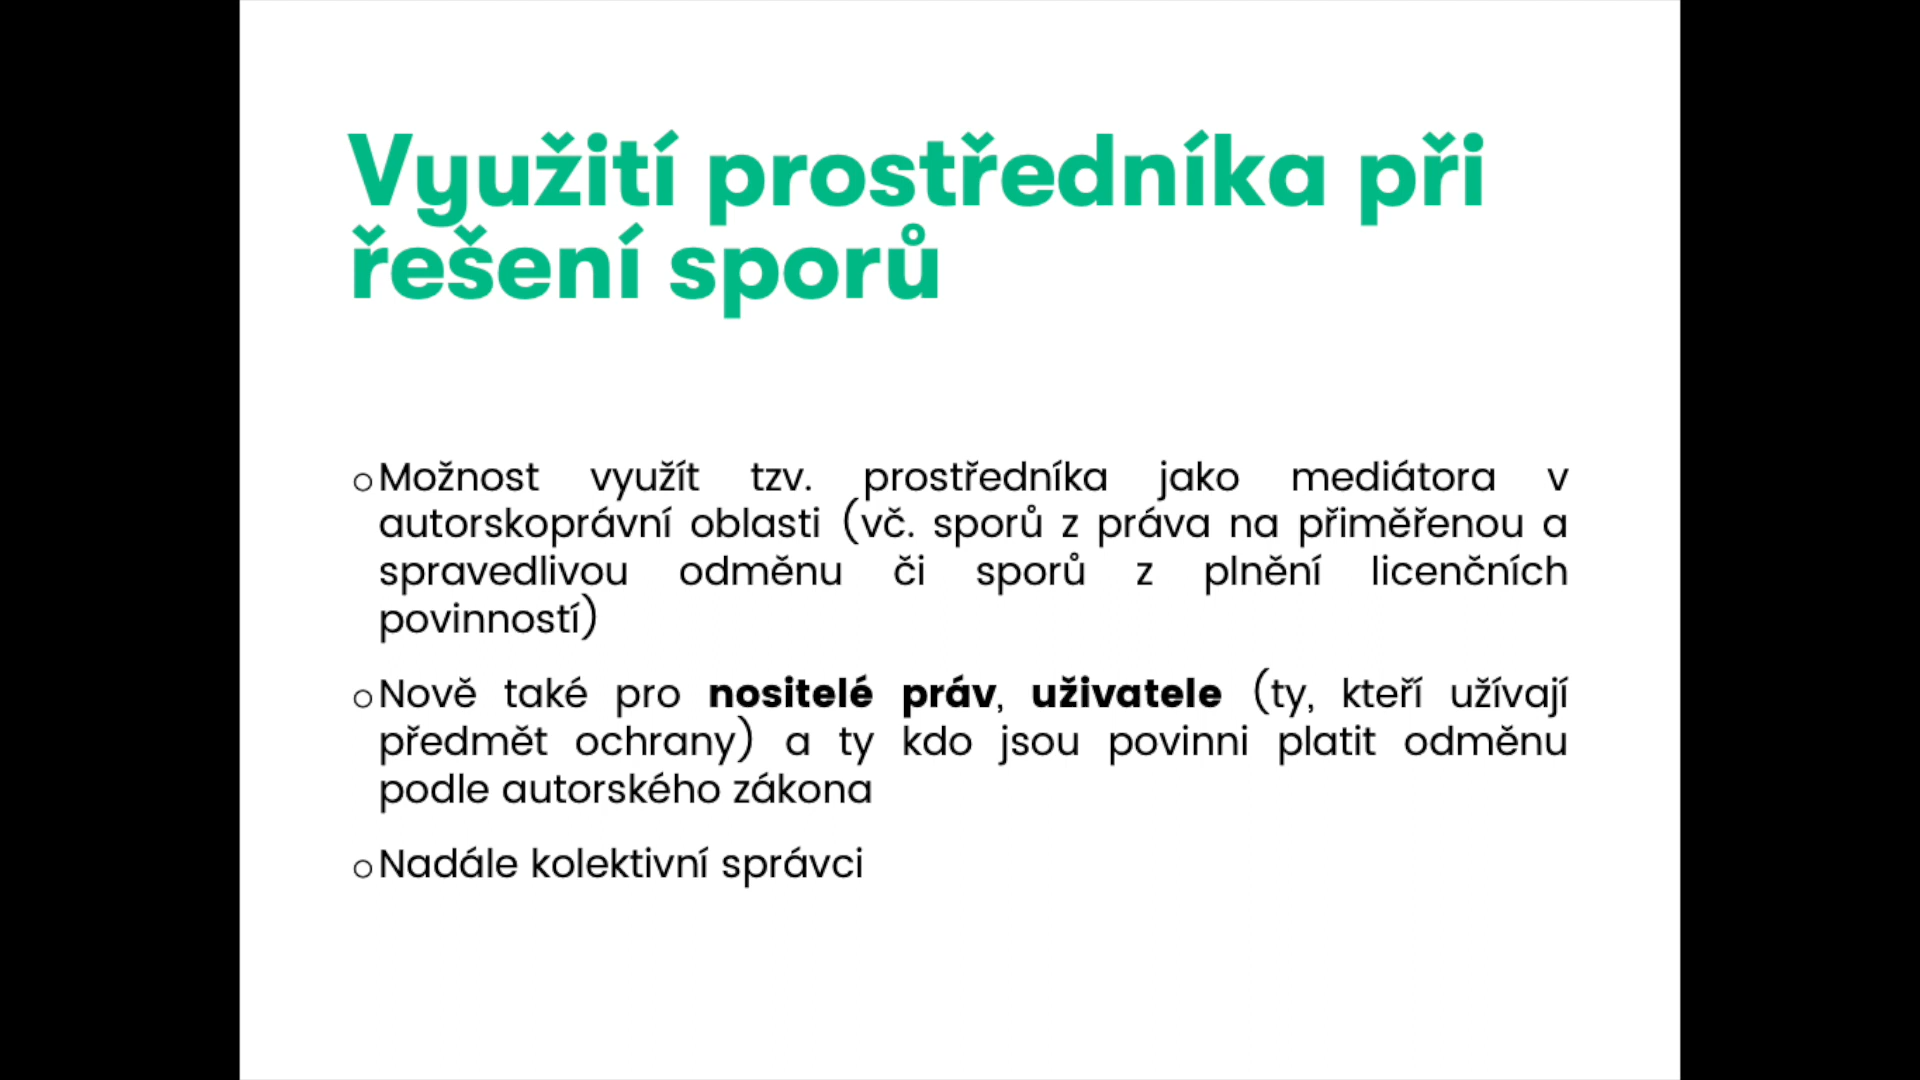 Využití prostředníka při
řešení sporů
○Možnost využít tzv. prostředníka jako mediátora v
autorskoprávní oblasti (vč. sporů z práva na přiměřenou a
spravedlivou odměnu či sporů z plnění licenčních
povinností)
○Nově také pro nositelé práv, uživatele (ty, kteří užívají
předmět ochrany) a ty kdo jsou povinni platit odměnu
podle autorského zákona
○Nadále kolektivní správci